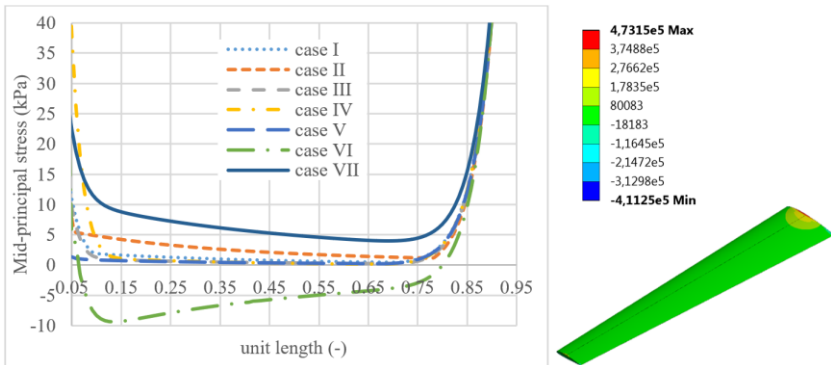 40
35
30
25
20
15
10
5
0
-5
-10
Mid-principal stress (kPa)
case I
case II
case III
case IV
case V
case VI
case VII
0.05 0.15 0.25 0.35 0.45 0.55 0.65 0.75 0.85 0.95
unit length (-)
4,7315e5 Max
3,7488e5
2,7662e5
1,7835e5
80083
-18183
-1,1645e5
-2,1472e5
-3,1298e5
-4,1125e5 Min